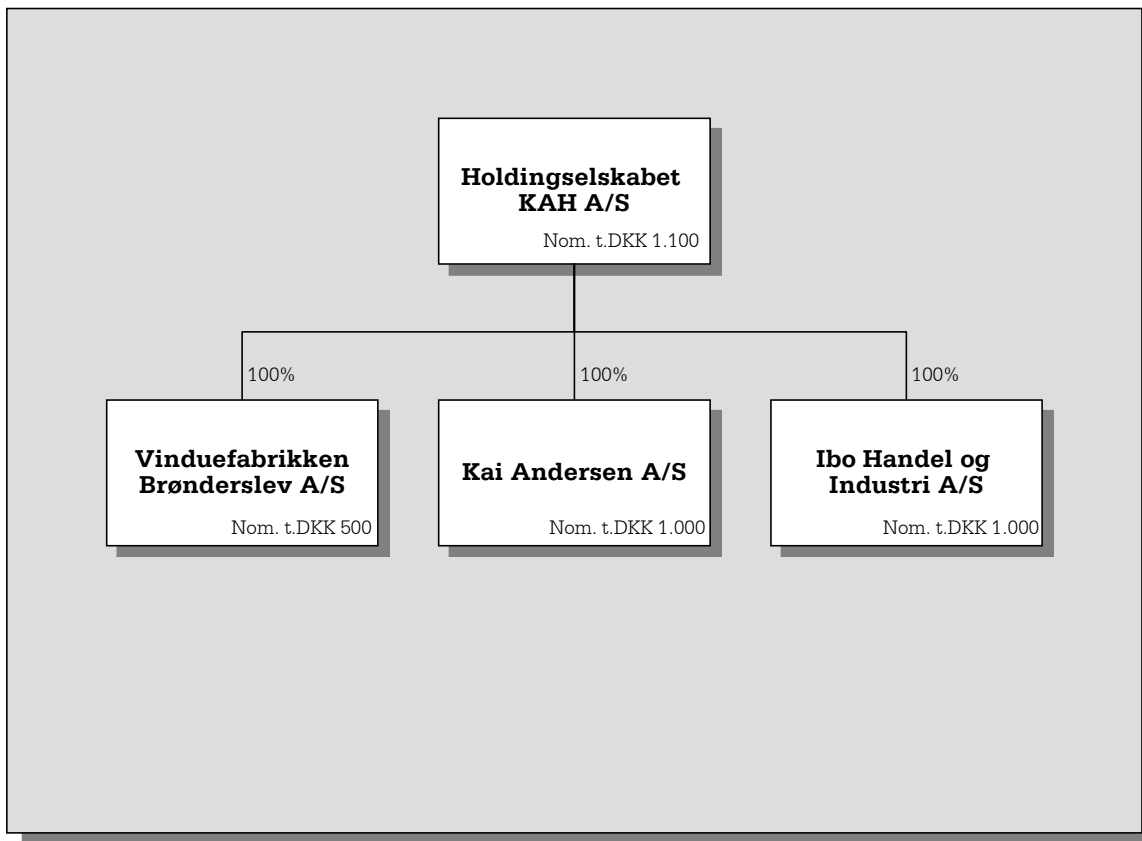 Holdingselskabet
KAH A/S
Nom. t.DKK 1.100
100%
100%
100%
Vinduefabrikken
Brønderslev A/S
Nom. t.DKK 500
Kai Andersen A/S
Nom. t.DKK 1.000
Ibo Handel og
Industri A/S
Nom. t.DKK 1.000